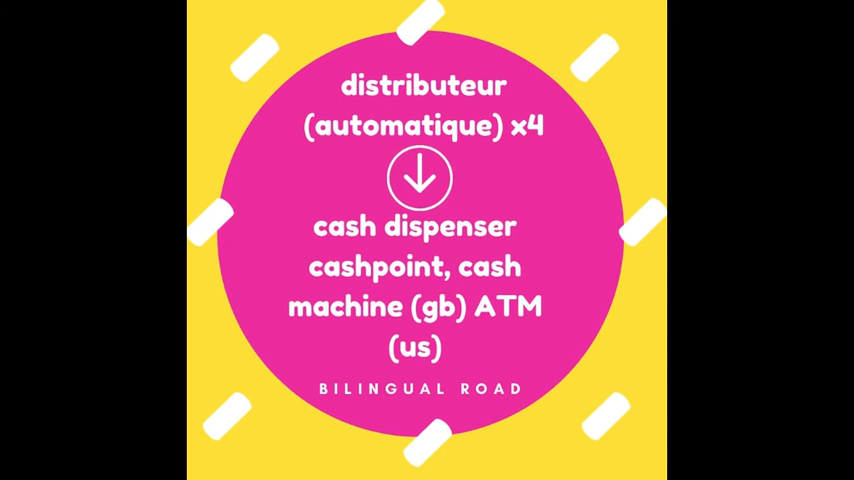 distributeur
(automatique) x4
cash dispenser
cashpoint, cash
machine (gb) ATM
(us)
BILINGUAL ROAD